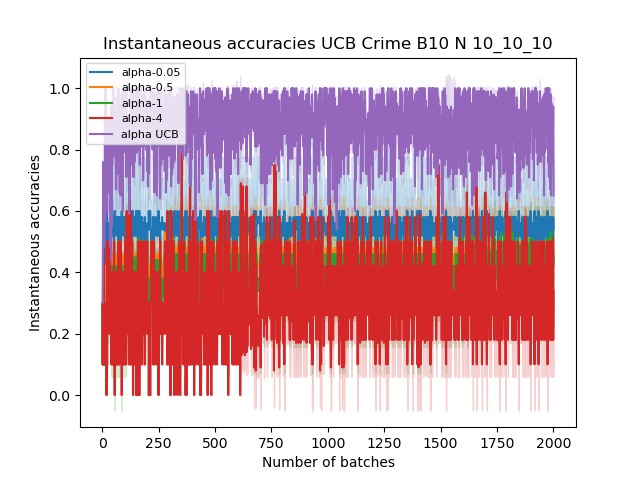 Instantaneous accuracies UCB Crime B10 N 10_10_10
alpha-0.05
alpha-0.5
alpha-1
alpha-4
alpha UCB
1.0
0.8
0.6
0.4
0.2
0.0
Instantaneous accuracies
0 250 500 750 1000 1250 1500 1750 2000
Number of batches